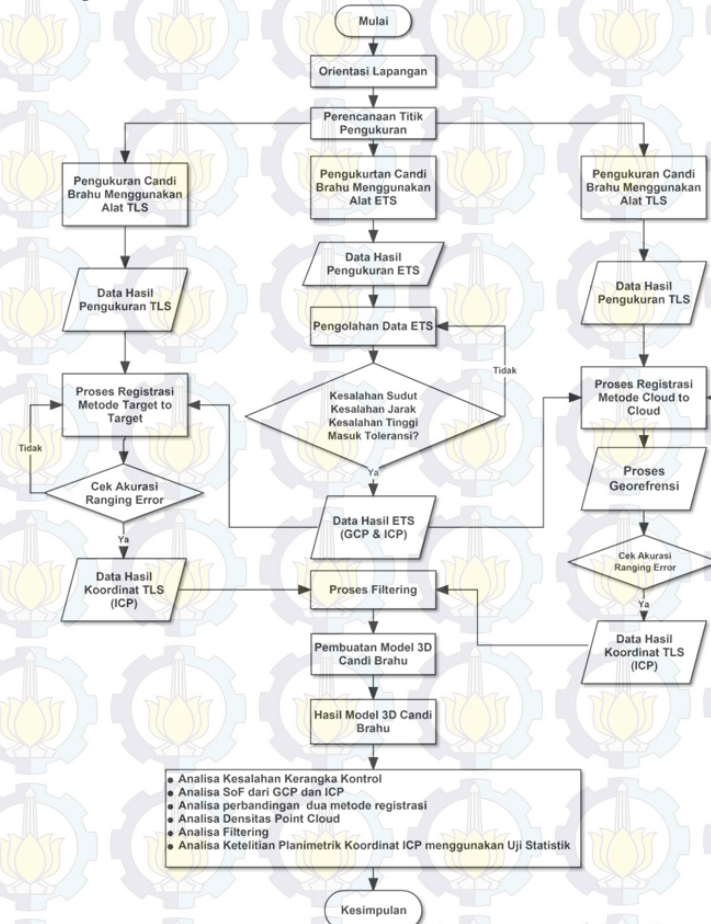 Mulai
Orientasi Lapangan
Perencanaan Titik
Pengukuran
Pengukuran Candi
Brahu Menggunakan
Alat TLS
Pengukurtan Candi
Brahu Menggunakan
Alat ETS
Pengukuran Candi
Brahu Menggunakan
Alat TLS
Data Hasil
Pengukuran TLS
Data Hasil
Pengukuran ETS
Data Hasil
Pengukuran TLS
Pengolahan Data ETS
Tidak
Proses Registrasi
Metode Target to
Target
Kesalahan Sudut
Kesalahan Jarak
Kesalahan Tinggi
Masuk Toleransi?
Proses Registrasi
Metode Cloud to
Cloud
Tidak
Ya
Cek Akurasi
Ranging Error
Proses
Georefrensi
Data Hasil ETS
(GCP & ICP)
Ya
Cek Akurasi
Ranging Error
Data Hasil
Koordinat TLS
(ICP)
Proses Filtering
Ya
Data Hasil
Koordinat TLS
(ICP)
Pembuatan Model 3D
Candi Brahu
Hasil Model 3D Candi
Brahu
● Analisa Kesalahan Kerangka Kontrol
● Analisa SoF dari GCP dan ICP
● Analisa perbandingan dua metode registrasi
● Analisa Densitas Point Cloud
● Analisa Filtering
● Analisa Ketelitian Planimetrik Koordinat ICP menggunakan Uji Statistik
Kesimpulan